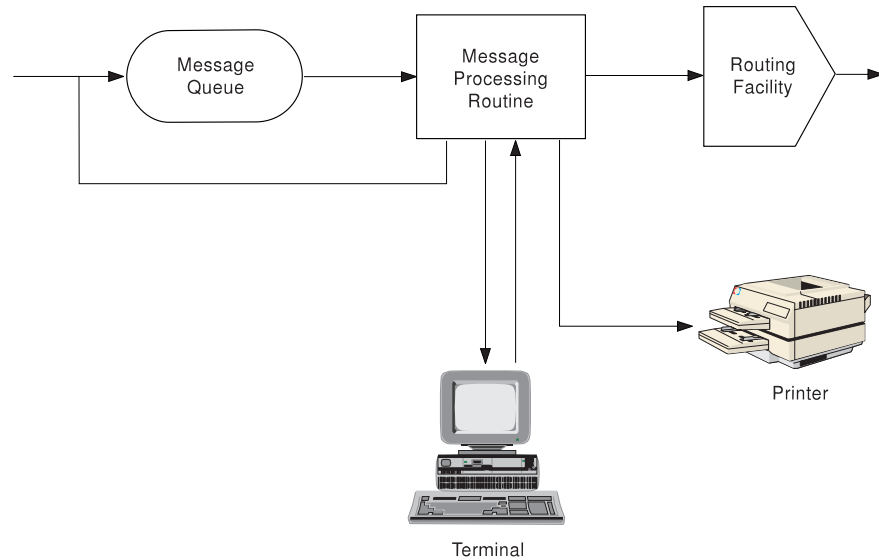 Message
Queue
Message
Processing
Routine
Routing
Facility
Printer
Terminal